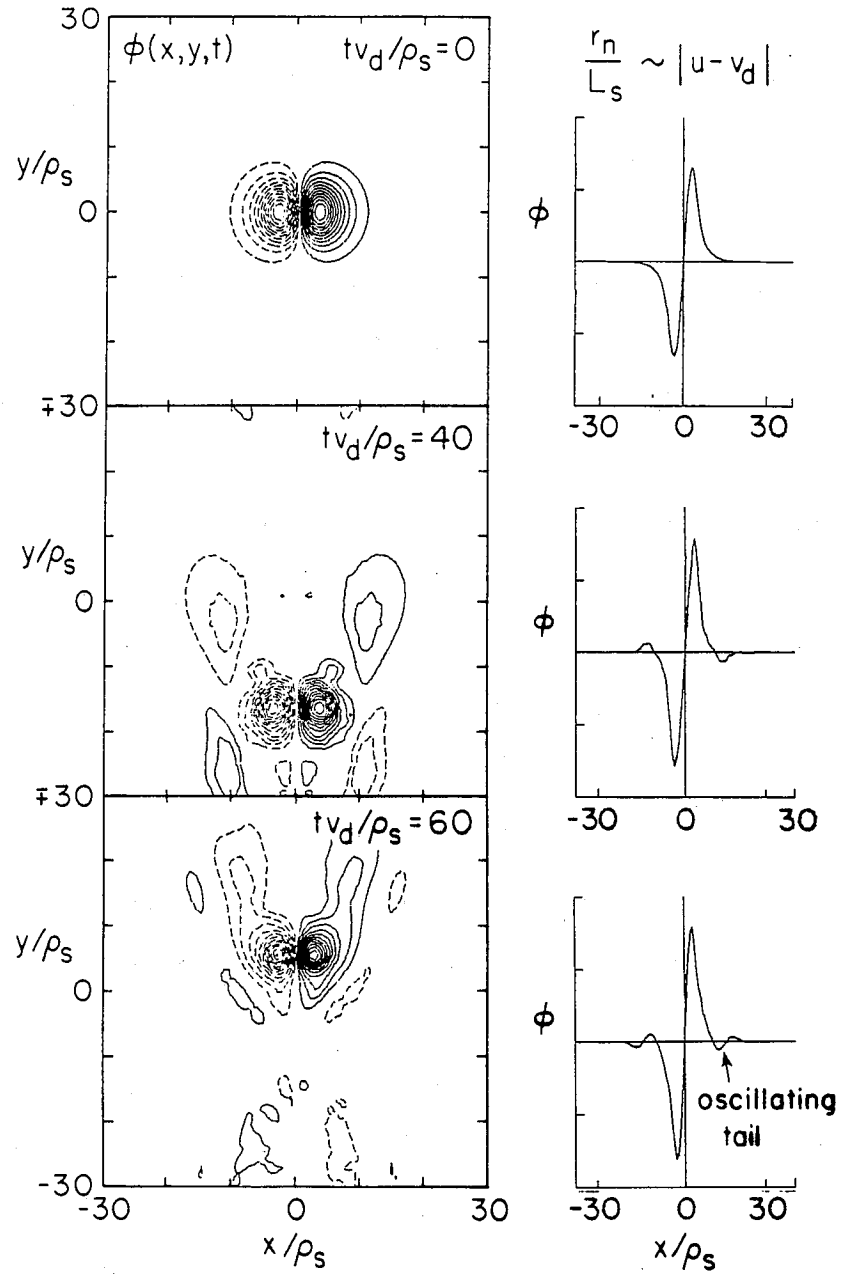 30
ϕ(x,y,t) tv_d/ρ_s=0
y/ρ_s
0
∓30
r_n/L_s ~ |u-v_d|
ϕ
-30 0 30
tv_d/ρ_s=40
y/ρ_s
0
∓30
ϕ
-30 0 30
tv_d/ρ_s=60
y/ρ_s
0
-30
-30 0 30
x/ρ_s
ϕ
oscillating
tail
-30 0 30
x/ρ_s